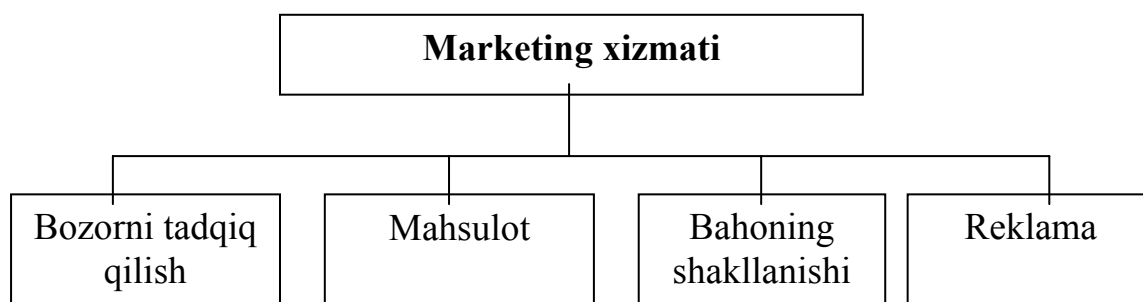 Marketing xizmati
Bozorni tadqiq
qilish
Mahsulot
Bahoning
shakllanishi
Reklama